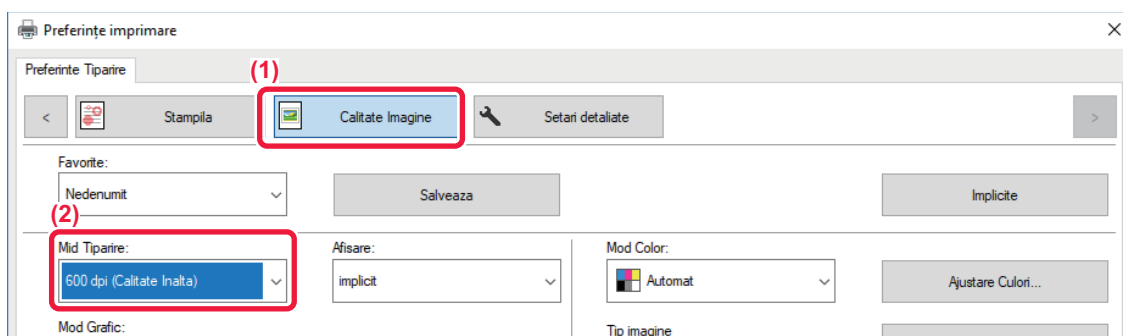 Preferințe imprimare
Preferinte Tiparire
(1)
< Stampila Calitate Imagine Setari detaliate >
Favorite:
Nedenumit Salveaza Implicite
(2)
Mid Tiparire: Afisare: Mod Color:
600 dpi (Calitate Inalta) implicit Automat Ajustare Culori...
Mod Grafic: Tip imagine